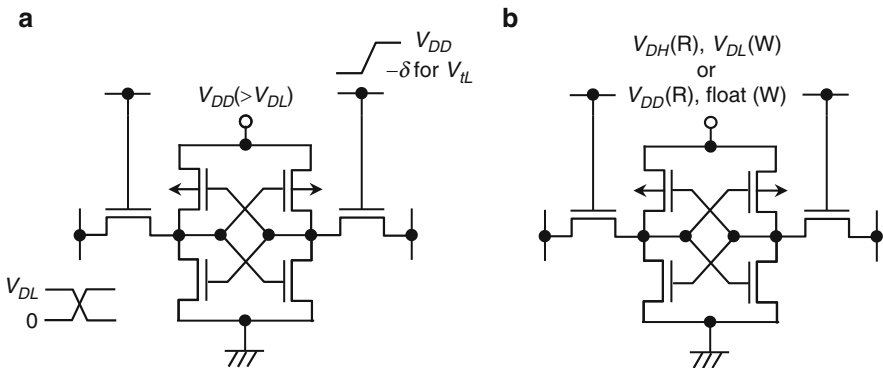 a
V_DD
−δ for V_tL
V_DD(>V_DL)
V_DL
0
b
V_DH(R), V_DL(W)
or
V_DD(R), float (W)